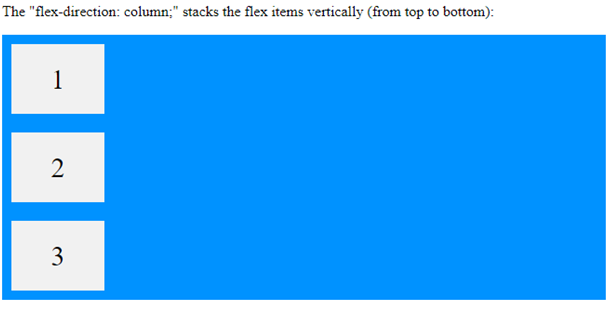 The "flex-direction: column;" stacks the flex items vertically (from top to bottom):
1
2
3